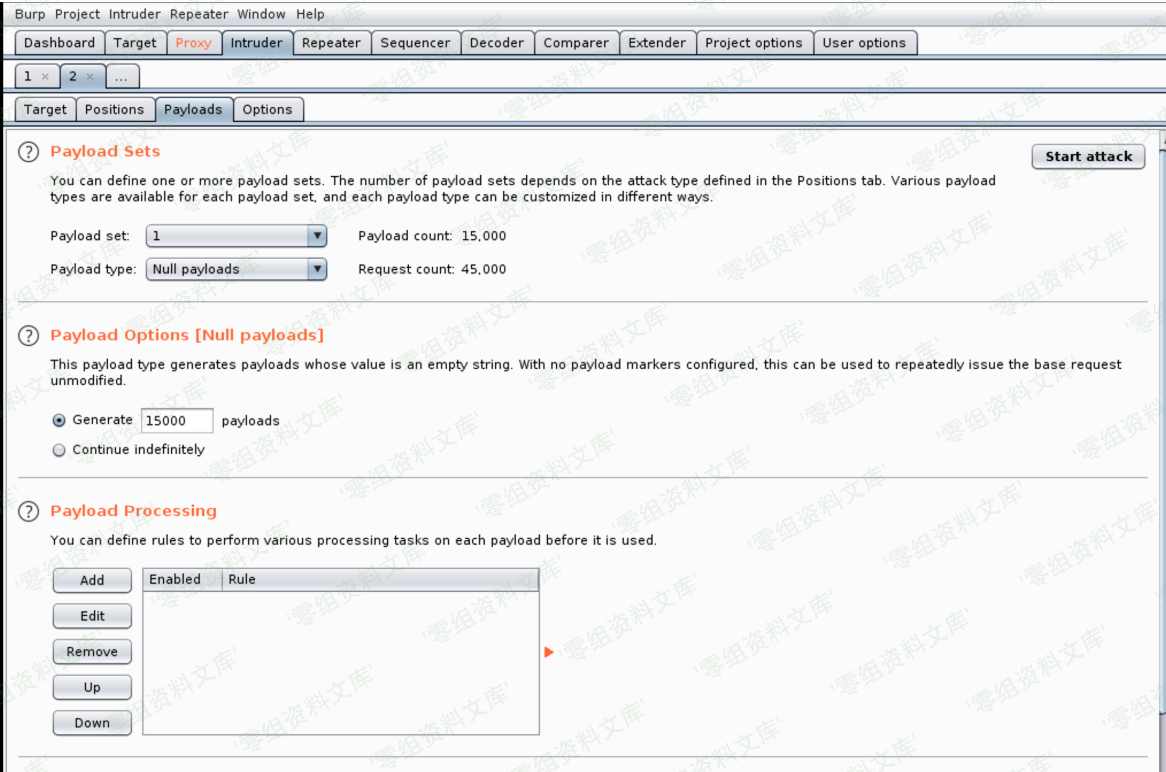 Burp Project Intruder Repeater Window Help
Dashboard Target Proxy Intruder Repeater Sequencer Decoder Comparer Extender Project options User options
1 × 2 × ...
Target Positions Payloads Options
? Payload Sets
Start attack
You can define one or more payload sets. The number of payload sets depends on the attack type defined in the Positions tab. Various payload
types are available for each payload set, and each payload type can be customized in different ways.
Payload set: 1 Payload count: 15,000
Payload type: Null payloads Request count: 45,000
? Payload Options [Null payloads]
This payload type generates payloads whose value is an empty string. With no payload markers configured, this can be used to repeatedly issue the base request
unmodified.
Generate 15000 payloads
Continue indefinitely
? Payload Processing
You can define rules to perform various processing tasks on each payload before it is used.
Add
Enabled Rule
Edit
Remove
Up
Down
零组资料文库